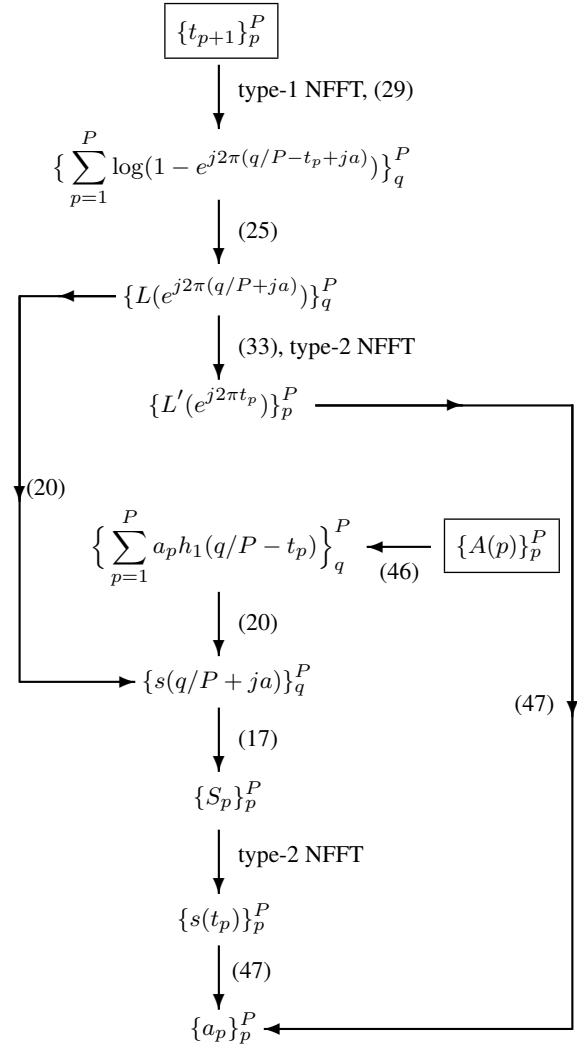 {t_{p+1}}_p^P
type-1 NFFT, (29)
{ \sum_{p=1}^{P} log(1 − e^{j2π(q/P−t_p+ja)}) }_q^P
(25)
{L(e^{j2π(q/P+ja)})}_q^P
(33), type-2 NFFT
{L′(e^{j2πt_p})}_p^P
(20)
{ \sum_{p=1}^{P} a_p h_1(q/P − t_p) }_q^P
(46)
{A(p)}_p^P
(20)
{s(q/P + ja)}_q^P
(47)
(17)
{S_p}_p^P
type-2 NFFT
{s(t_p)}_p^P
(47)
{a_p}_p^P